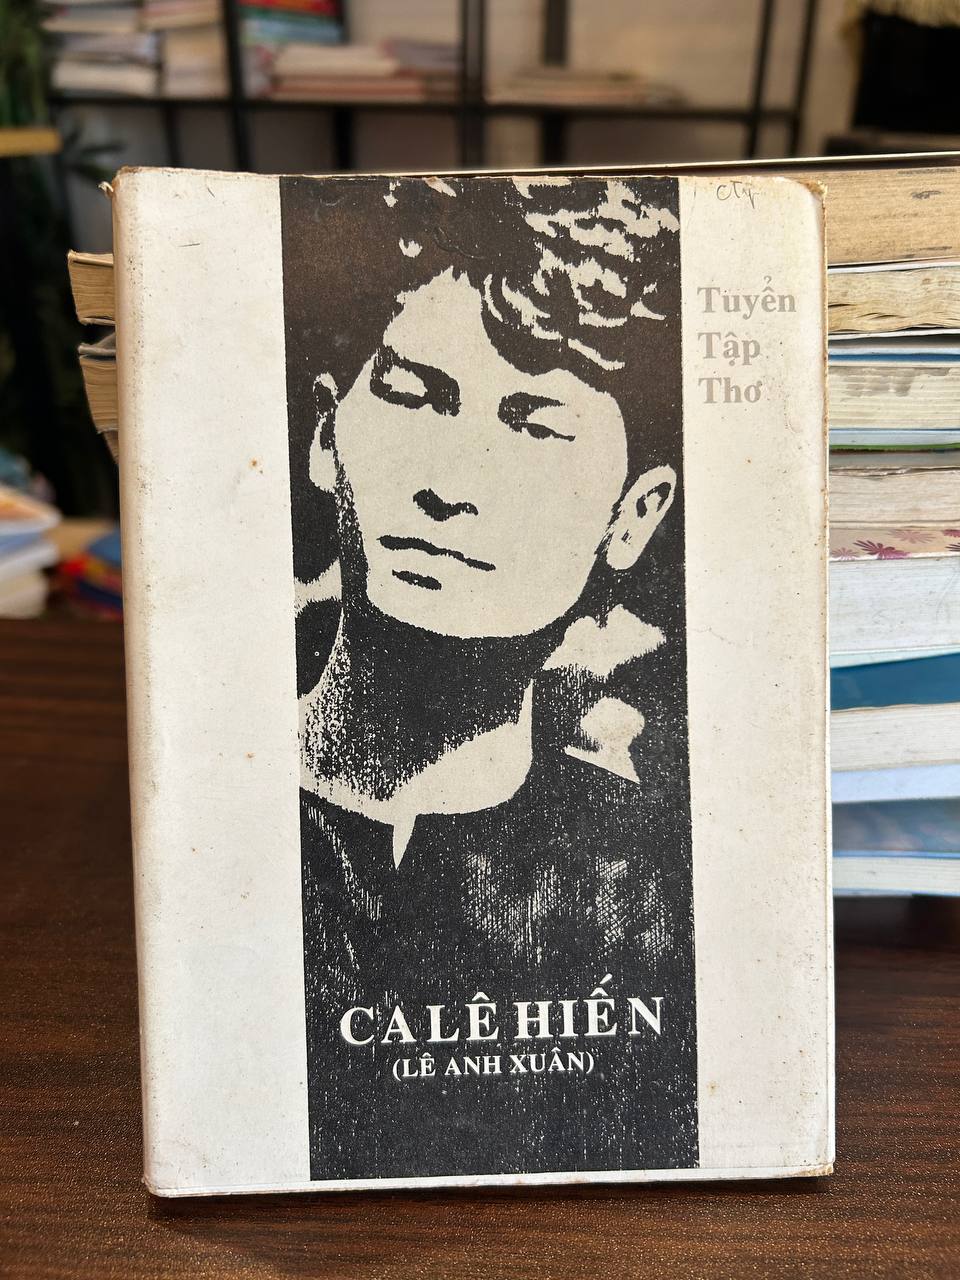 Tuyển
Tập
Thơ
CA LÊ HIẾN
(LÊ ANH XUÂN)